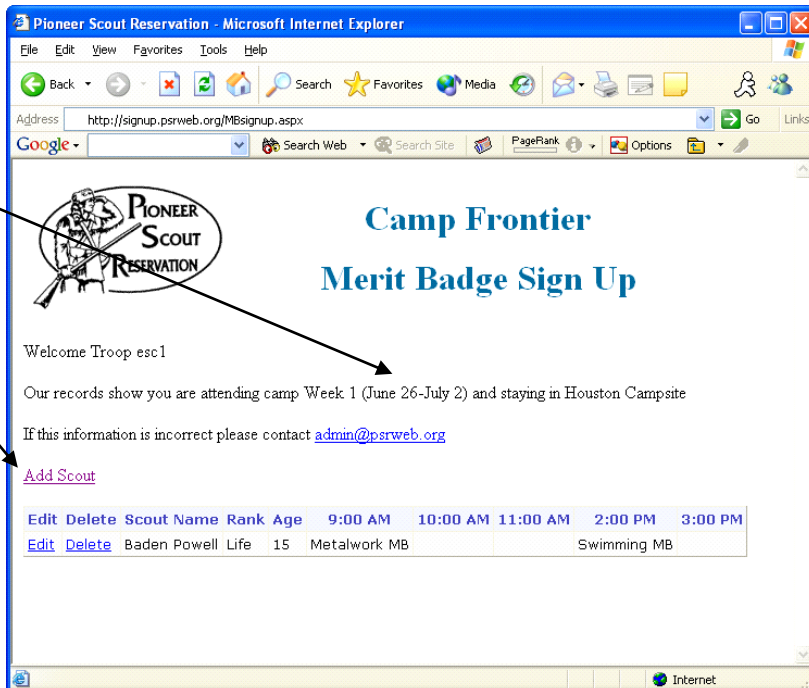 Pioneer Scout Reservation - Microsoft Internet Explorer
File Edit View Favorites Tools Help
Back Search Favorites Media
Address http://signup.psrweb.org/MBsignup.aspx Go Links
Google Search Web Search Site PageRank Options
PIONEER
SCOUT
RESERVATION
Camp Frontier
Merit Badge Sign Up
Welcome Troop esc1
Our records show you are attending camp Week 1 (June 26-July 2) and staying in Houston Campsite
If this information is incorrect please contact admin@psrweb.org
Add Scout
Edit Delete Scout Name Rank Age 9:00 AM 10:00 AM 11:00 AM 2:00 PM 3:00 PM
Edit Delete Baden Powell Life 15 Metalwork MB Swimming MB
Internet